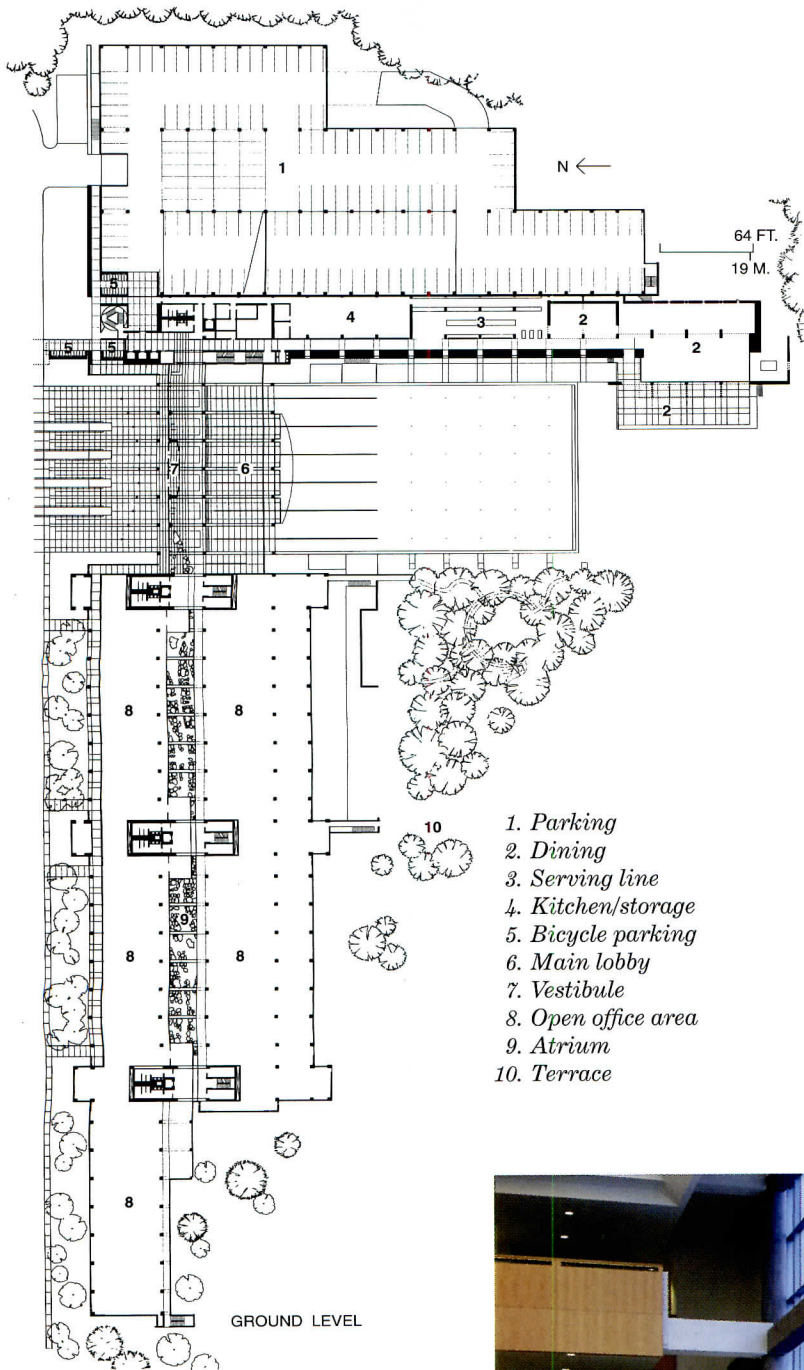 1
N
64 FT.
19 M.
5
4
3
2
2
5
5
2
7
6
8
8
10
9
8
8
8
1. Parking
2. Dining
3. Serving line
4. Kitchen/storage
5. Bicycle parking
6. Main lobby
7. Vestibule
8. Open office area
9. Atrium
10. Terrace
GROUND LEVEL